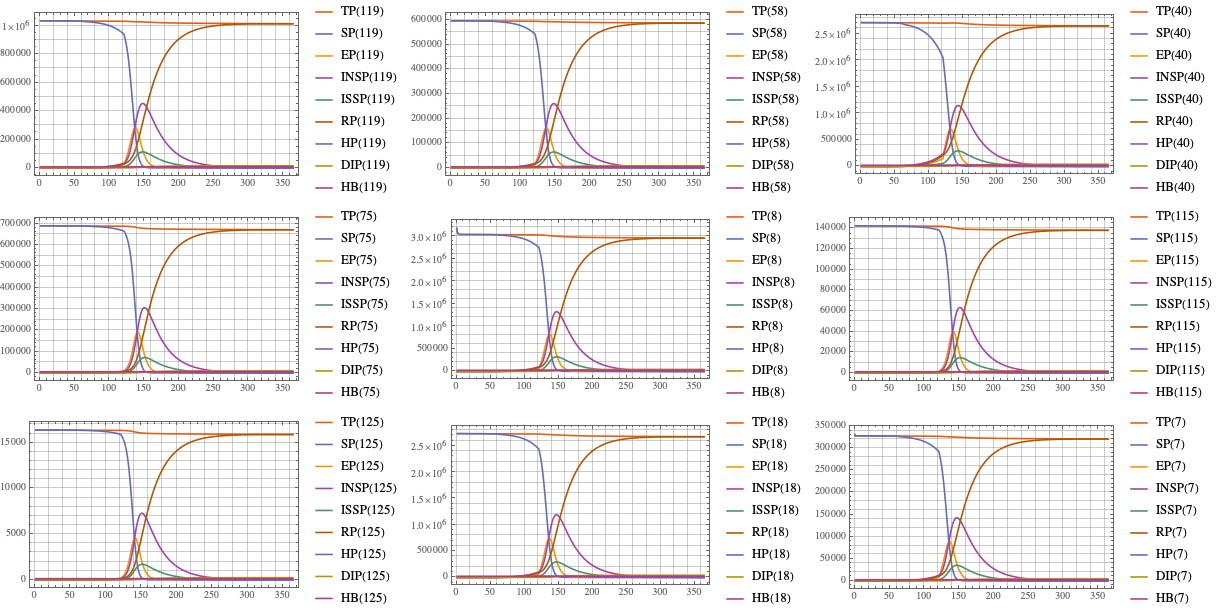 1×10⁶
800000
600000
400000
200000
0
0 50 100 150 200 250 300 350
TP(119)
SP(119)
EP(119)
INSP(119)
ISSP(119)
RP(119)
HP(119)
DIP(119)
HB(119)
600000
500000
400000
300000
200000
100000
0
0 50 100 150 200 250 300 350
TP(58)
SP(58)
EP(58)
INSP(58)
ISSP(58)
RP(58)
HP(58)
DIP(58)
HB(58)
2.5×10⁶
2.0×10⁶
1.5×10⁶
1.0×10⁶
500000
0
0 50 100 150 200 250 300 350
TP(40)
SP(40)
EP(40)
INSP(40)
ISSP(40)
RP(40)
HP(40)
DIP(40)
HB(40)
700000
600000
500000
400000
300000
200000
100000
0
0 50 100 150 200 250 300 350
TP(75)
SP(75)
EP(75)
INSP(75)
ISSP(75)
RP(75)
HP(75)
DIP(75)
HB(75)
3.0×10⁶
2.5×10⁶
2.0×10⁶
1.5×10⁶
1.0×10⁶
500000
0
0 50 100 150 200 250 300 350
TP(8)
SP(8)
EP(8)
INSP(8)
ISSP(8)
RP(8)
HP(8)
DIP(8)
HB(8)
140000
120000
100000
80000
60000
40000
20000
0
0 50 100 150 200 250 300 350
TP(115)
SP(115)
EP(115)
INSP(115)
ISSP(115)
RP(115)
HP(115)
DIP(115)
HB(115)
15000
10000
5000
0
0 50 100 150 200 250 300 350
TP(125)
SP(125)
EP(125)
INSP(125)
ISSP(125)
RP(125)
HP(125)
DIP(125)
HB(125)
2.5×10⁶
2.0×10⁶
1.5×10⁶
1.0×10⁶
500000
0
0 50 100 150 200 250 300 350
TP(18)
SP(18)
EP(18)
INSP(18)
ISSP(18)
RP(18)
HP(18)
DIP(18)
HB(18)
350000
300000
250000
200000
150000
100000
50000
0
0 50 100 150 200 250 300 350
TP(7)
SP(7)
EP(7)
INSP(7)
ISSP(7)
RP(7)
HP(7)
DIP(7)
HB(7)